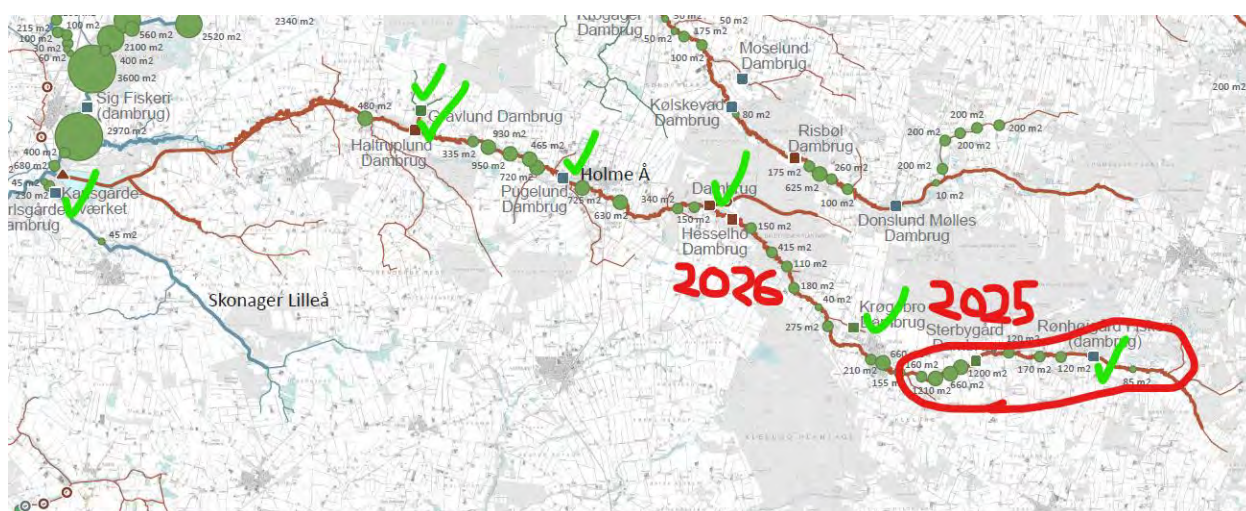 215 m2
100 m2
560 m2
2340 m2
2520 m2
100 m2
2100 m2
400 m2
3600 m2
Sig Fiskeri
(dambrug)
2970 m2
400 m2
680 m2
45 m2
230 m2
Karlsgårde
værket
45 m2
Skonager Lilleå
480 m2
Gravlund Dambrug
Haltruplund
Dambrug
335 m2
930 m2
950 m2
465 m2
720 m2
Pugelund
Dambrug
Holme Å
725 m2
630 m2
340 m2
150 m2
Dambrug
Hesselho
Dambrug
150 m2
415 m2
110 m2
180 m2
40 m2
275 m2
2026
Dambrug
50 m2
50 m2
175 m2
100 m2
Moselund
Dambrug
Kølskevad
Dambrug
80 m2
Risbøl
Dambrug
175 m2
625 m2
260 m2
100 m2
Donslund Mølles
Dambrug
10 m2
200 m2
200 m2
200 m2
200 m2
200 m2
200 m2
2025
Dambrug
Sterbygård
Rønhøjgård Fiskeri
(dambrug)
120 m2
660
210 m2
155 m2
160 m2
1210 m2
660 m2
1200 m2
170 m2
120 m2
85 m2